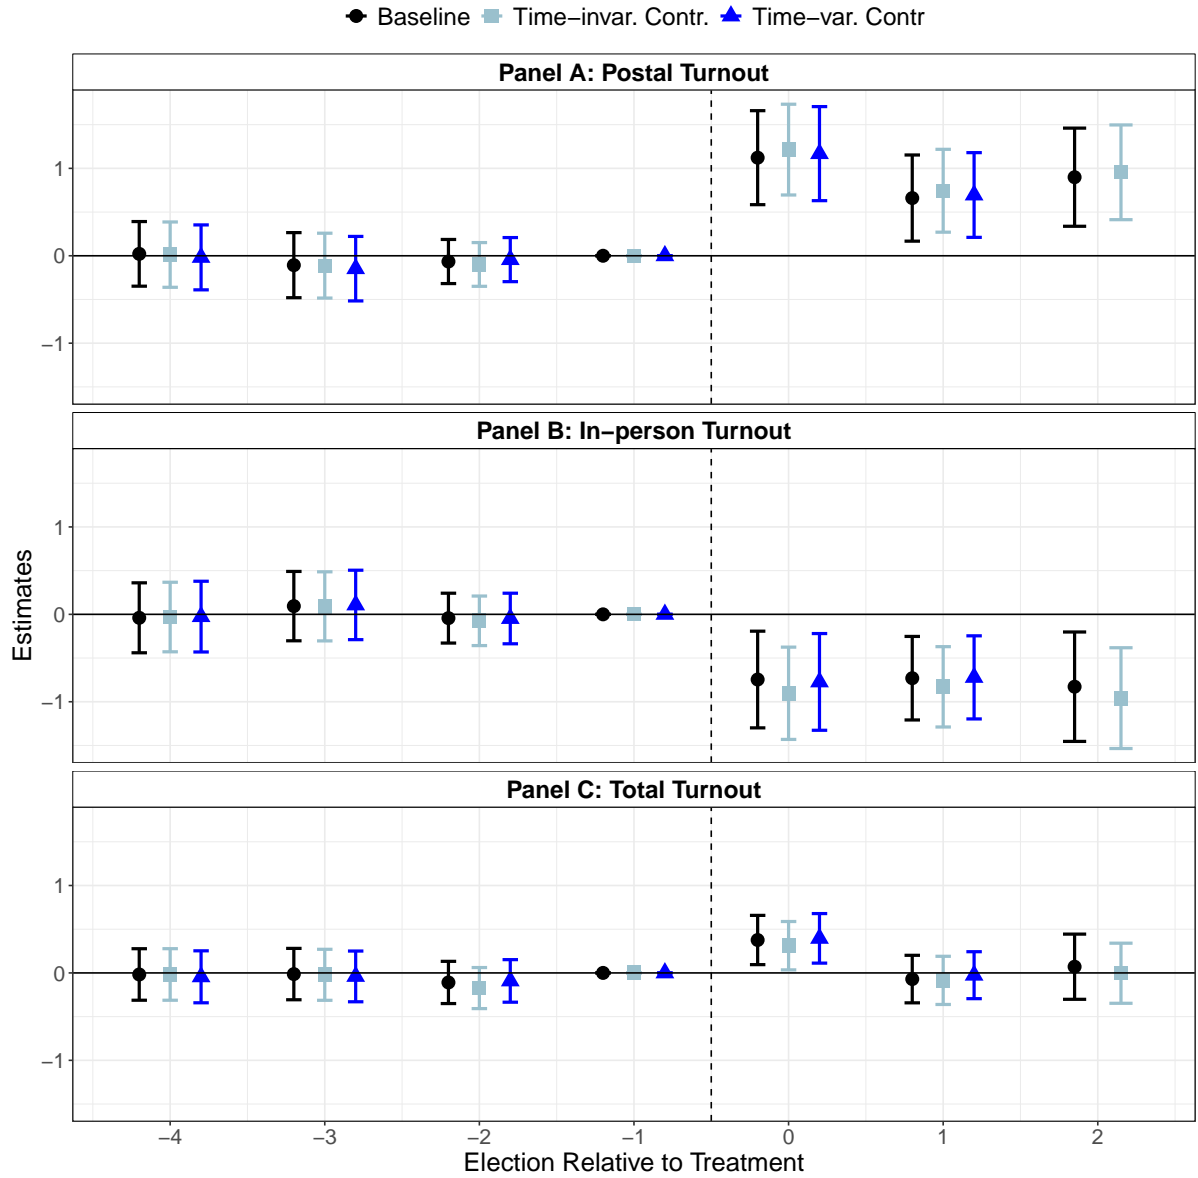 Baseline Time−invar. Contr. Time−var. Contr
Panel A: Postal Turnout
1
0
−1
Panel B: In−person Turnout
1
0
−1
Estimates
Panel C: Total Turnout
1
0
−1
−4 −3 −2 −1 0 1 2
Election Relative to Treatment